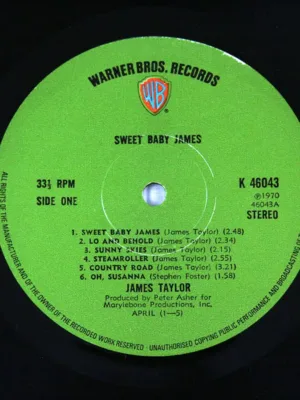 WARNER BROS. RECORDS
WB
SWEET BABY JAMES
33⅓ RPM
SIDE ONE
K 46043
℗1970
46043A
STEREO
1. SWEET BABY JAMES (James Taylor) (2.48)
2. LO AND BEHOLD (James Taylor) (2.34)
3. SUNNY SKIES (James Taylor) (2.15)
4. STEAMROLLER (James Taylor) (2.55)
5. COUNTRY ROAD (James Taylor) (3.21)
6. OH, SUSANNA (Stephen Foster) (1.58)
JAMES TAYLOR
Produced by Peter Asher for
Marylebone Productions, Inc.
APRIL (1—5)
ALL RIGHTS OF THE MANUFACTURER AND OF THE OWNER OF THE RECORDED WORK RESERVED · UNAUTHORISED COPYING PUBLIC PERFORMANCE AND BROADCASTING